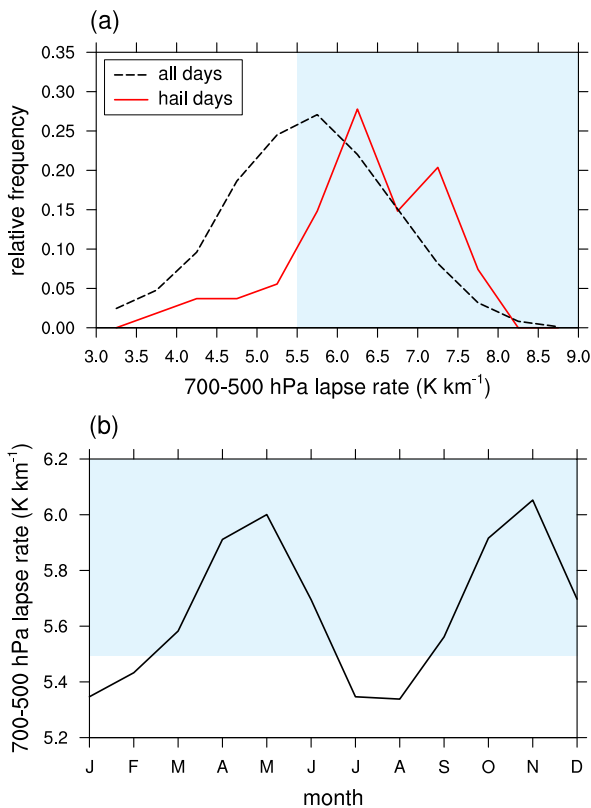 (a)
relative frequency
0.35
0.30
0.25
0.20
0.15
0.10
0.05
0.00
all days
hail days
3.0 3.5 4.0 4.5 5.0 5.5 6.0 6.5 7.0 7.5 8.0 8.5 9.0
700-500 hPa lapse rate (K km⁻¹)
(b)
700-500 hPa lapse rate (K km⁻¹)
6.2
6.0
5.8
5.6
5.4
5.2
J F M A M J J A S O N D
month